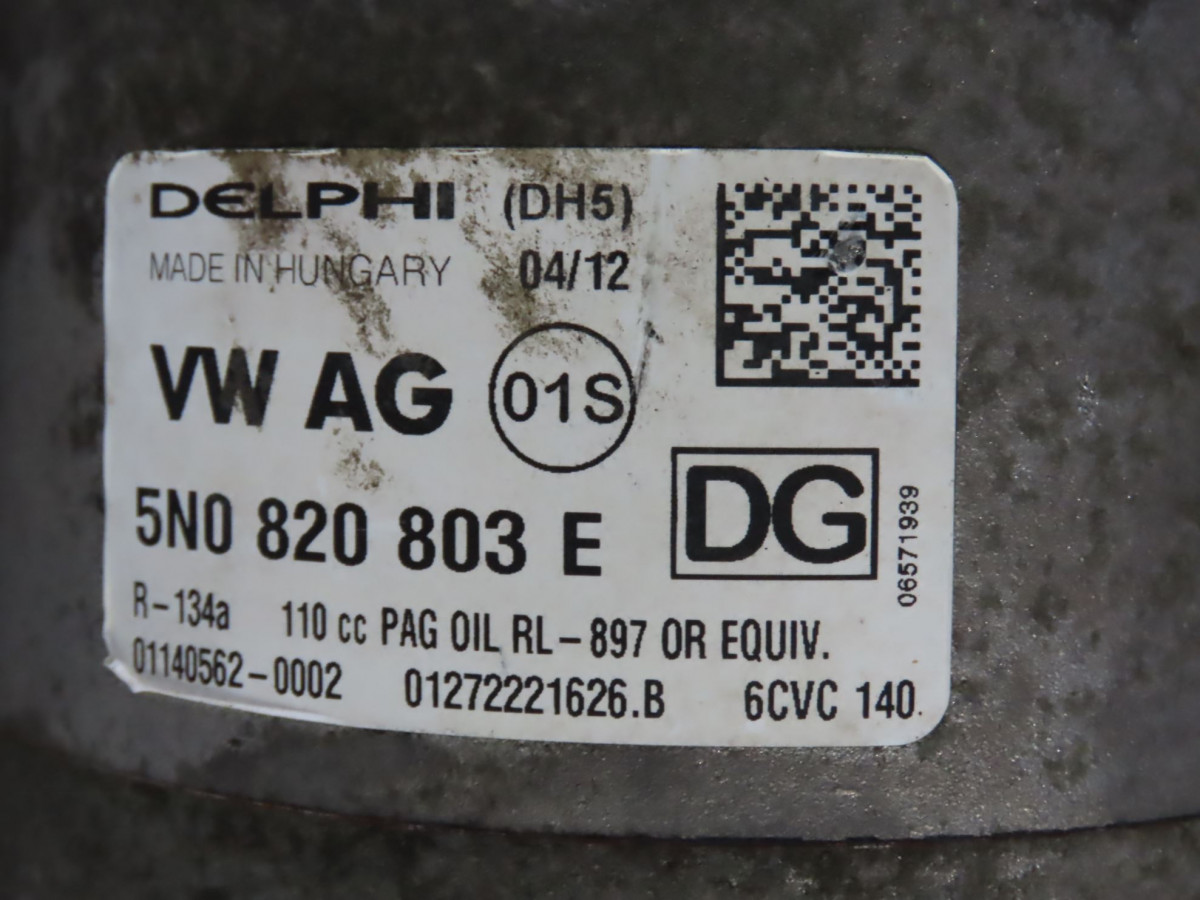 DELPHI (DH5)
MADE IN HUNGARY 04/12
VW AG 01S
5N0 820 803 E DG
06571939
R-134a 110 cc PAG OIL RL-897 OR EQUIV.
01140562-0002 01272221626.B 6CVC 140